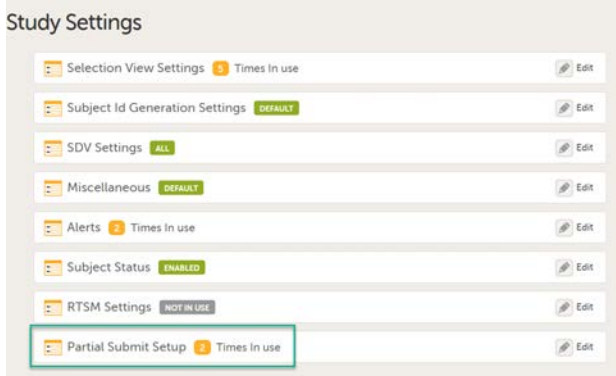 Study Settings
Selection View Settings 5 Times In use Edit
Subject Id Generation Settings DEFAULT Edit
SDV Settings ALL Edit
Miscellaneous DEFAULT Edit
Alerts 2 Times In use Edit
Subject Status ENABLED Edit
RTSM Settings NOT IN USE Edit
Partial Submit Setup 2 Times In use Edit